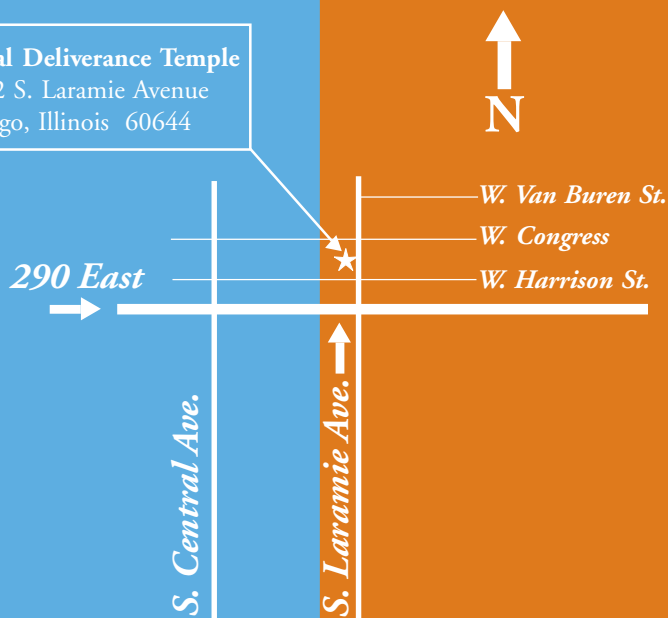 al Deliverance Temple
2 S. Laramie Avenue
go, Illinois 60644
N
W. Van Buren St.
W. Congress
290 East
W. Harrison St.
S. Central Ave.
S. Laramie Ave.